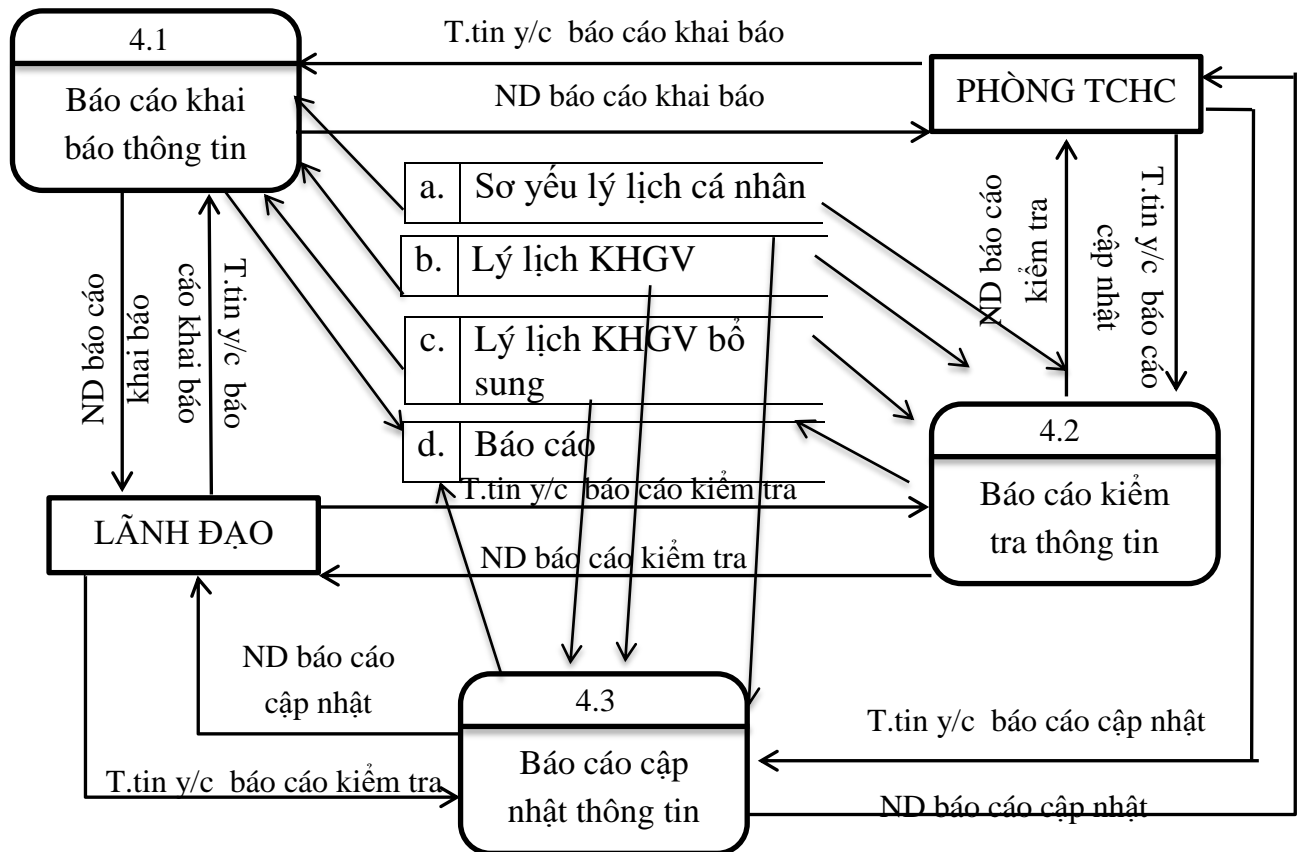 4.1
Báo cáo khai
báo thông tin
T.tin y/c báo cáo khai báo
ND báo cáo khai báo
PHÒNG TCHC
a. Sơ yếu lý lịch cá nhân
b. Lý lịch KHGV
c. Lý lịch KHGV bổ
sung
d. Báo cáo
ND báo cáo
khai báo
T.tin y/c báo
cáo khai báo
ND báo cáo
kiểm tra
T.tin y/c báo cáo
cập nhật
4.2
Báo cáo kiểm
tra thông tin
LÃNH ĐẠO
T.tin y/c báo cáo kiểm tra
ND báo cáo kiểm tra
ND báo cáo
cập nhật
4.3
Báo cáo cập
nhật thông tin
T.tin y/c báo cáo cập nhật
T.tin y/c báo cáo kiểm tra
ND báo cáo cập nhật